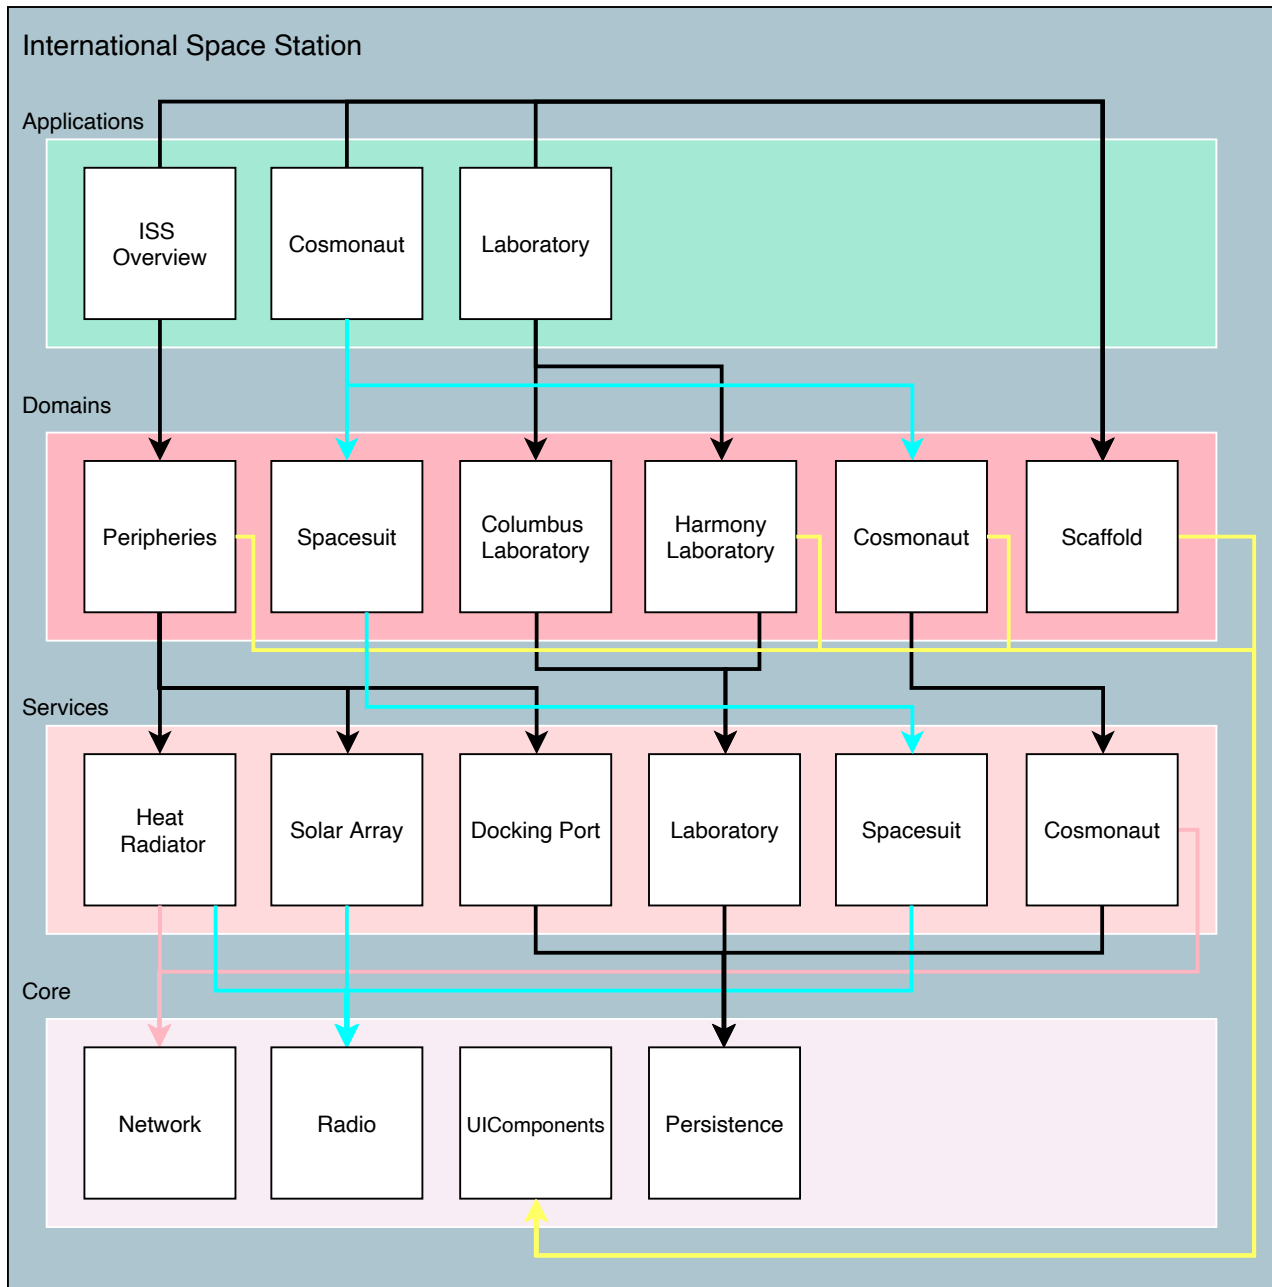 International Space Station
Applications
ISS
Overview
Cosmonaut
Laboratory
Domains
Peripheries
Spacesuit
Columbus
Laboratory
Harmony
Laboratory
Cosmonaut
Scaffold
Services
Heat
Radiator
Solar Array
Docking Port
Laboratory
Spacesuit
Cosmonaut
Core
Network
Radio
UIComponents
Persistence